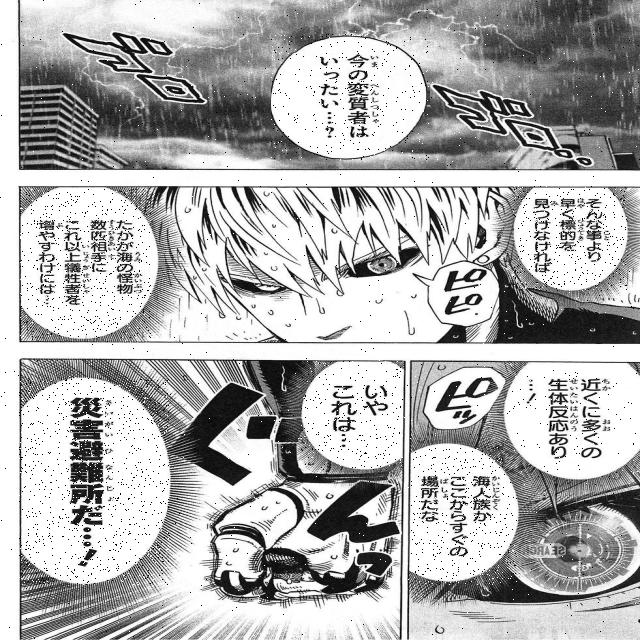 今の変質者は
いったい…?
ゴロ
ゴロ
そんな事より
早く標的を
見つけなければ
ピピ
たかが海の怪物
数匹相手に
これ以上犠牲者を
増やすわけには…
近くに多くの
生体反応あり
…!
ピピッ
海人族か
ここからすぐの
場所だな
SEARCH
いや
これは…
災害避難所だ…!